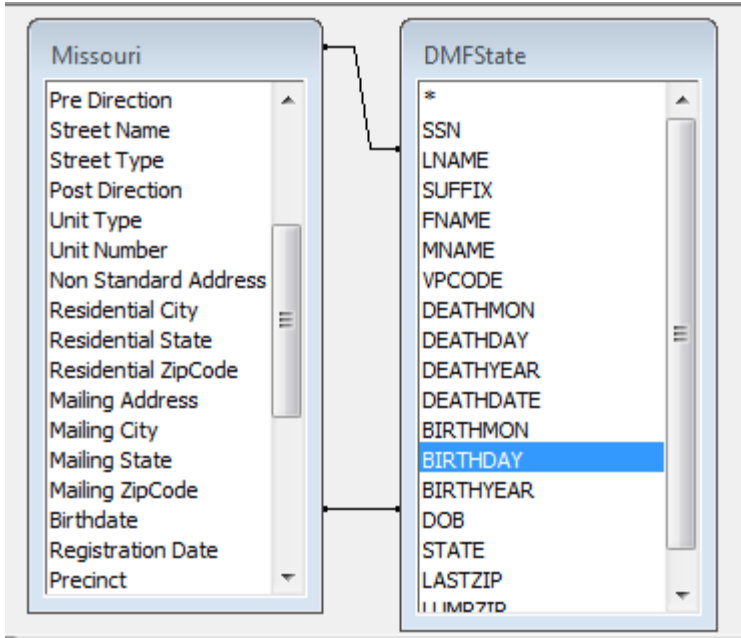 Missouri
Pre Direction
Street Name
Street Type
Post Direction
Unit Type
Unit Number
Non Standard Address
Residential City
Residential State
Residential ZipCode
Mailing Address
Mailing City
Mailing State
Mailing ZipCode
Birthdate
Registration Date
Precinct
DMFState
*
SSN
LNAME
SUFFIX
FNAME
MNAME
VPCODE
DEATHMON
DEATHDAY
DEATHYEAR
DEATHDATE
BIRTHMON
BIRTHDAY
BIRTHYEAR
DOB
STATE
LASTZIP